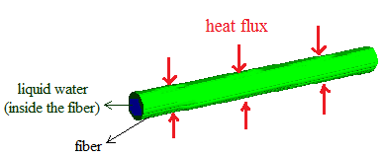 heat flux
liquid water
(inside the fiber)
fiber